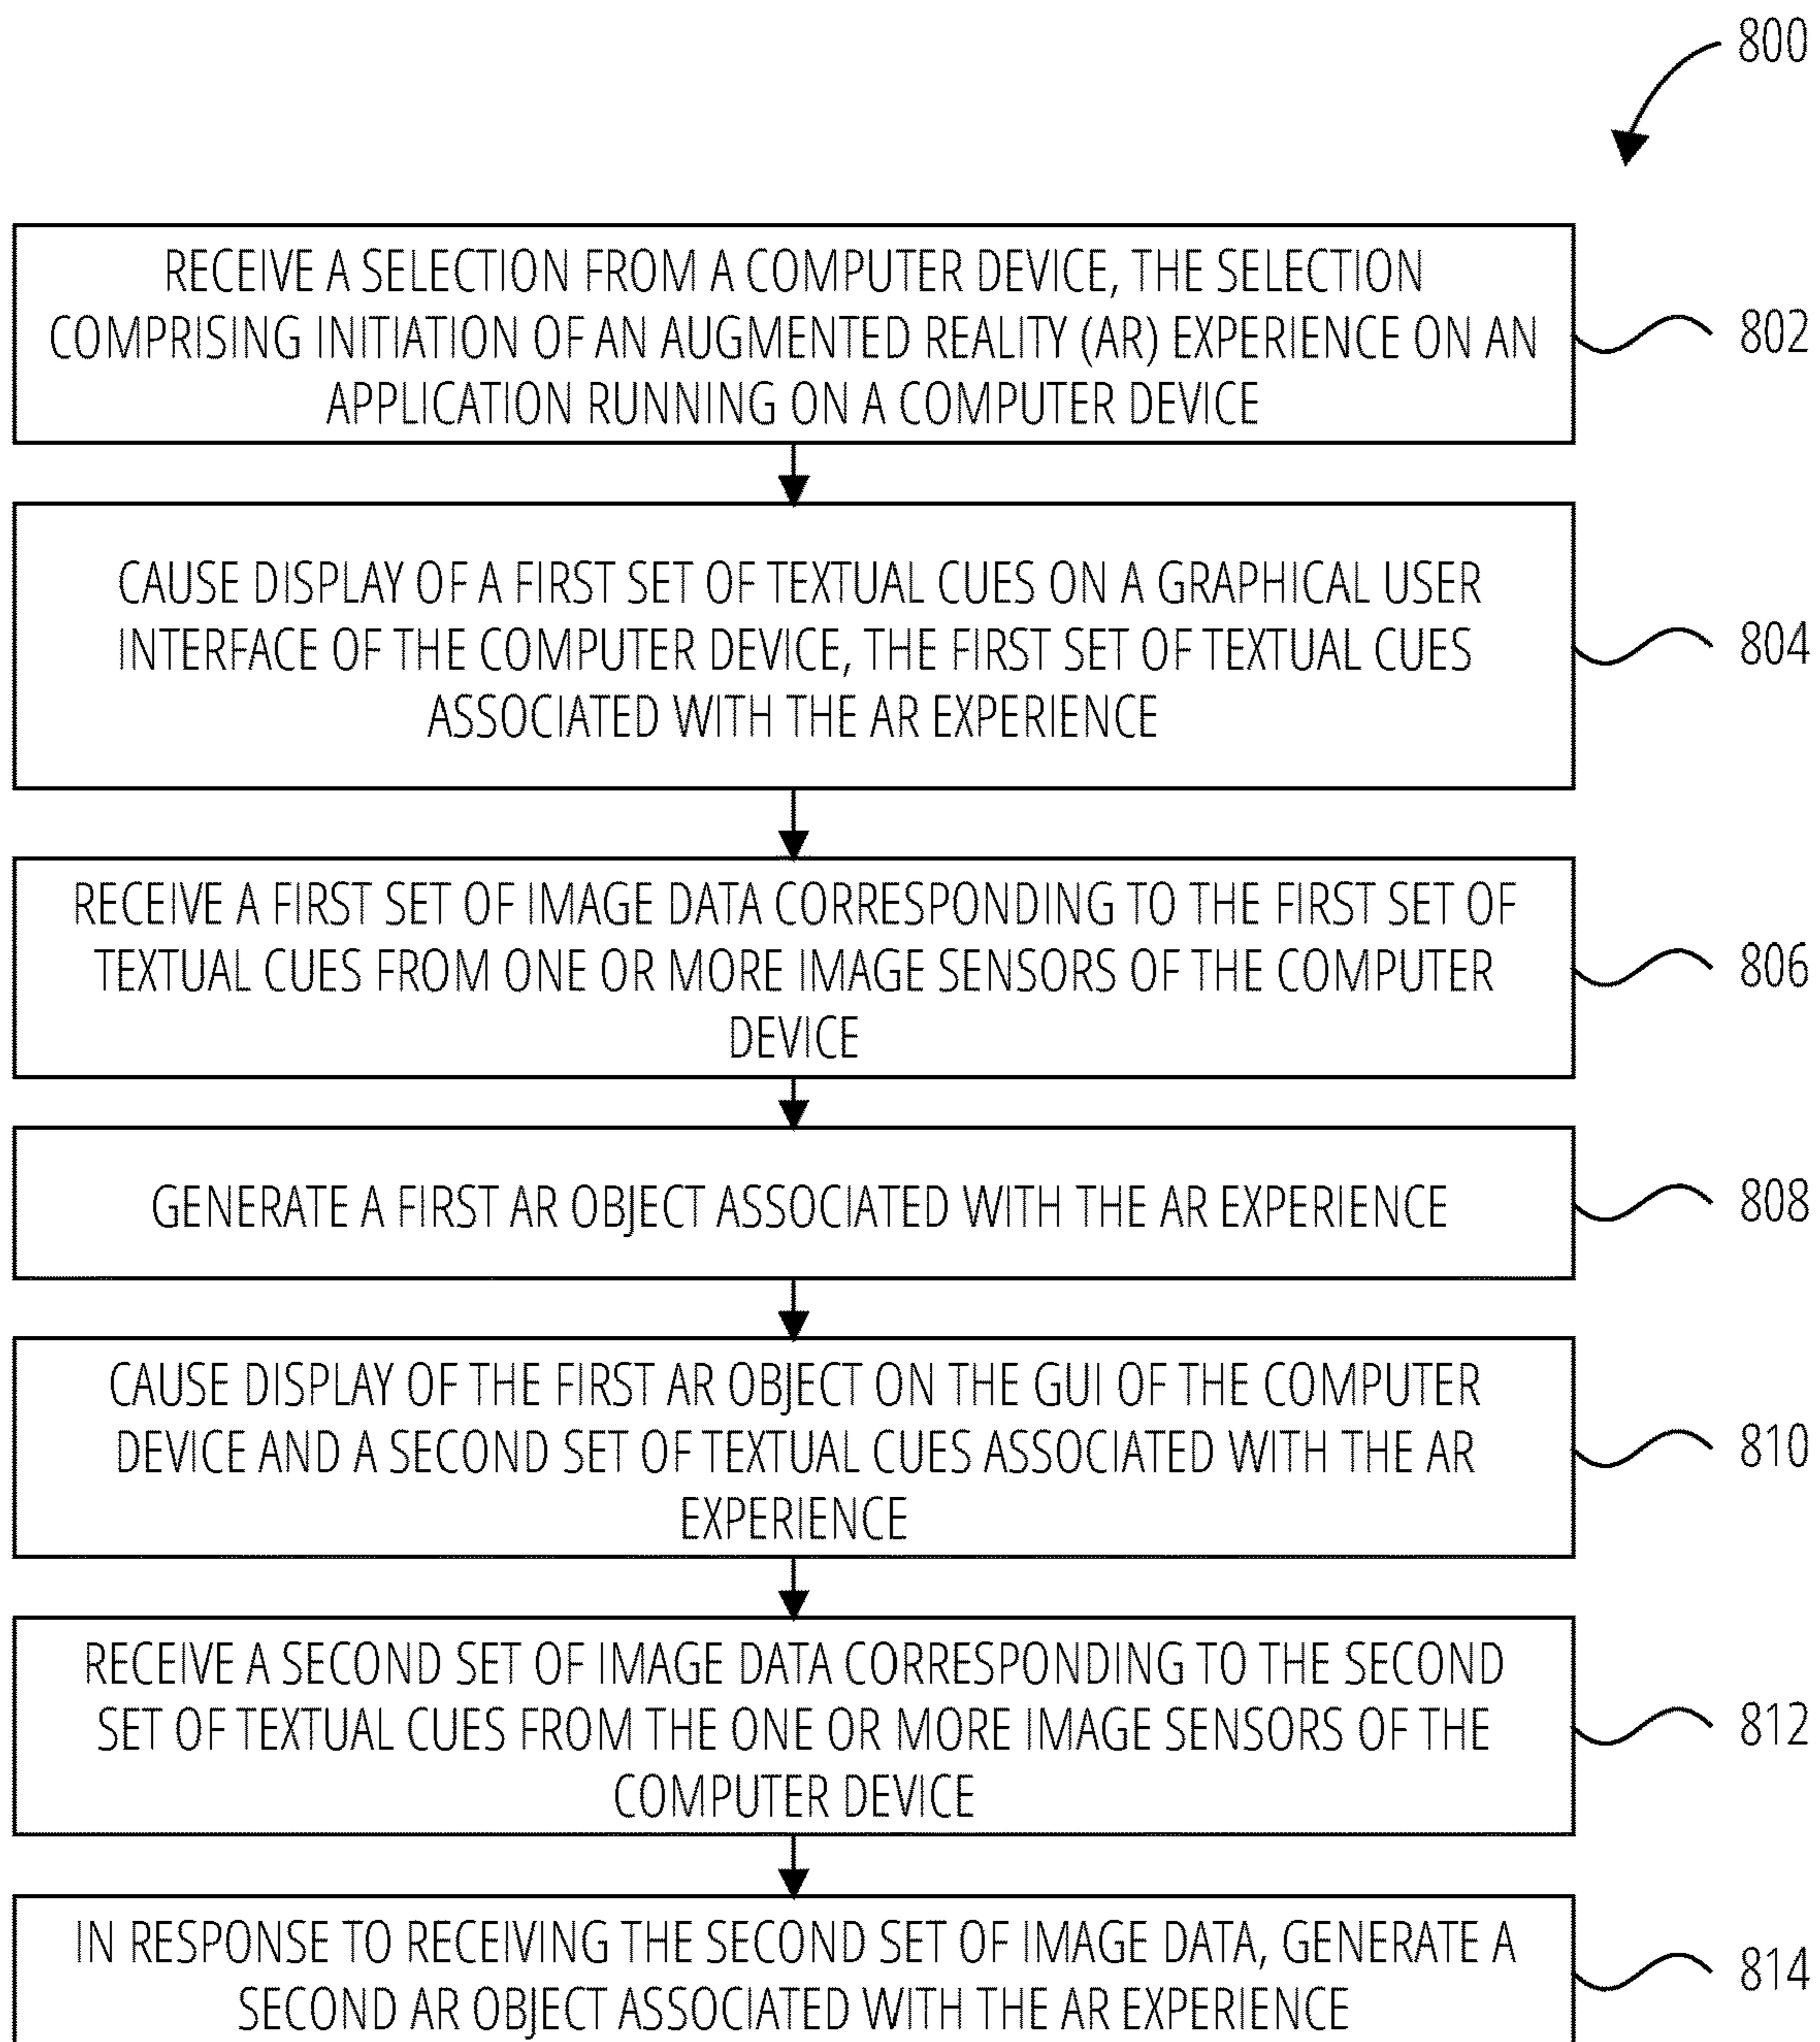 800
RECEIVE A SELECTION FROM A COMPUTER DEVICE, THE SELECTION
COMPRISING INITIATION OF AN AUGMENTED REALITY (AR) EXPERIENCE ON AN
APPLICATION RUNNING ON A COMPUTER DEVICE
802
CAUSE DISPLAY OF A FIRST SET OF TEXTUAL CUES ON A GRAPHICAL USER
INTERFACE OF THE COMPUTER DEVICE, THE FIRST SET OF TEXTUAL CUES
ASSOCIATED WITH THE AR EXPERIENCE
804
RECEIVE A FIRST SET OF IMAGE DATA CORRESPONDING TO THE FIRST SET OF
TEXTUAL CUES FROM ONE OR MORE IMAGE SENSORS OF THE COMPUTER
DEVICE
806
GENERATE A FIRST AR OBJECT ASSOCIATED WITH THE AR EXPERIENCE
808
CAUSE DISPLAY OF THE FIRST AR OBJECT ON THE GUI OF THE COMPUTER
DEVICE AND A SECOND SET OF TEXTUAL CUES ASSOCIATED WITH THE AR
EXPERIENCE
810
RECEIVE A SECOND SET OF IMAGE DATA CORRESPONDING TO THE SECOND
SET OF TEXTUAL CUES FROM THE ONE OR MORE IMAGE SENSORS OF THE
COMPUTER DEVICE
812
IN RESPONSE TO RECEIVING THE SECOND SET OF IMAGE DATA, GENERATE A
SECOND AR OBJECT ASSOCIATED WITH THE AR EXPERIENCE
814